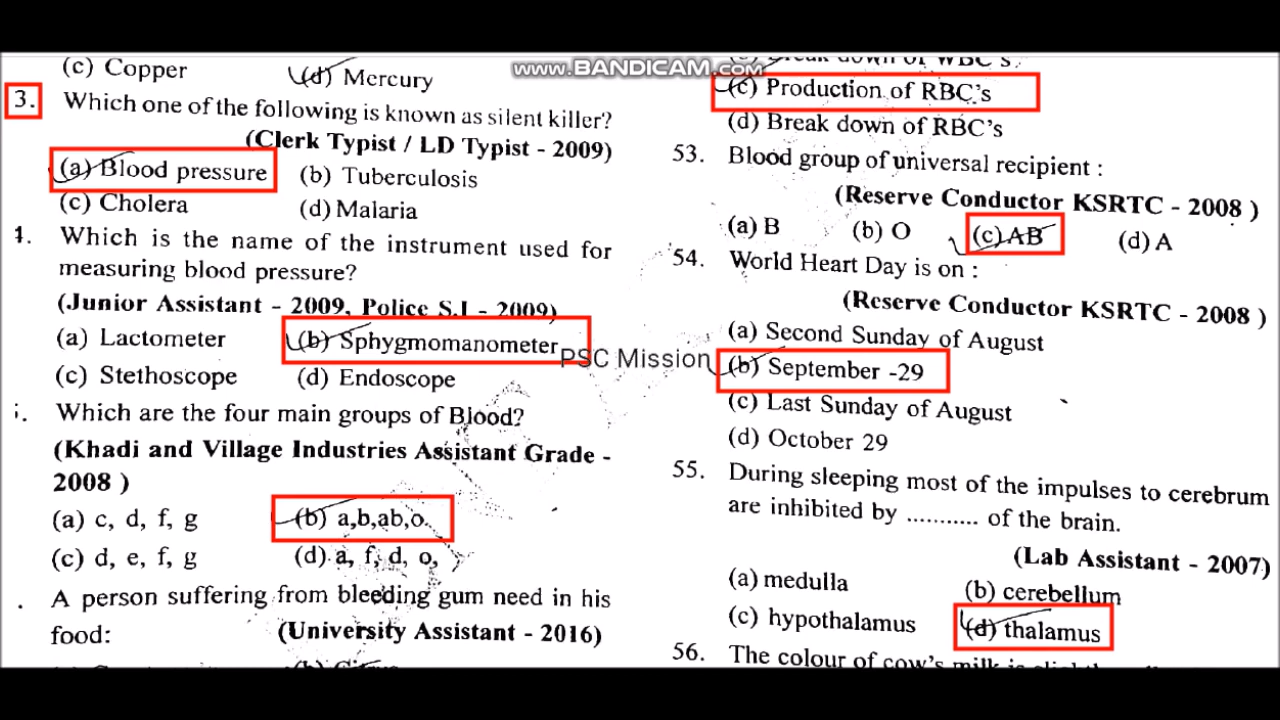 www.BANDICAM.com
(c) Copper (d) Mercury
3. Which one of the following is known as silent killer?
(Clerk Typist / LD Typist - 2009)
(a) Blood pressure (b) Tuberculosis
(c) Cholera (d) Malaria
Which is the name of the instrument used for
measuring blood pressure?
(Junior Assistant - 2009, Police S.I - 2009)
(a) Lactometer (b) Sphygmomanometer
(c) Stethoscope (d) Endoscope
Which are the four main groups of Blood?
(Khadi and Village Industries Assistant Grade -
2008 )
(a) c, d, f, g (b) a,b,ab,o.
(c) d, e, f, g (d) a, f, d, o,
A person suffering from bleeding gum need in his
food: (University Assistant - 2016)
PSC Mission
(c) Production of RBC's
(d) Break down of RBC's
53. Blood group of universal recipient :
(Reserve Conductor KSRTC - 2008 )
(a) B (b) O (c) AB (d) A
54. World Heart Day is on :
(Reserve Conductor KSRTC - 2008 )
(a) Second Sunday of August
(b) September -29
(c) Last Sunday of August
(d) October 29
55. During sleeping most of the impulses to cerebrum
are inhibited by ........... of the brain.
(Lab Assistant - 2007)
(a) medulla (b) cerebellum
(c) hypothalamus (d) thalamus
56. The colour of cow's milk is